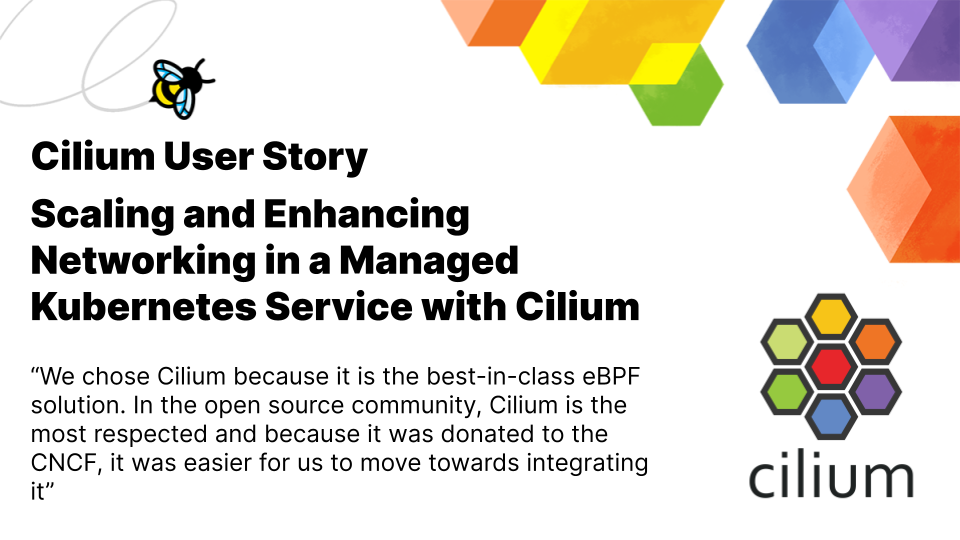 Cilium User Story
Scaling and Enhancing
Networking in a Managed
Kubernetes Service with Cilium
“We chose Cilium because it is the best-in-class eBPF
solution. In the open source community, Cilium is the
most respected and because it was donated to the
CNCF, it was easier for us to move towards integrating
it”
cilium